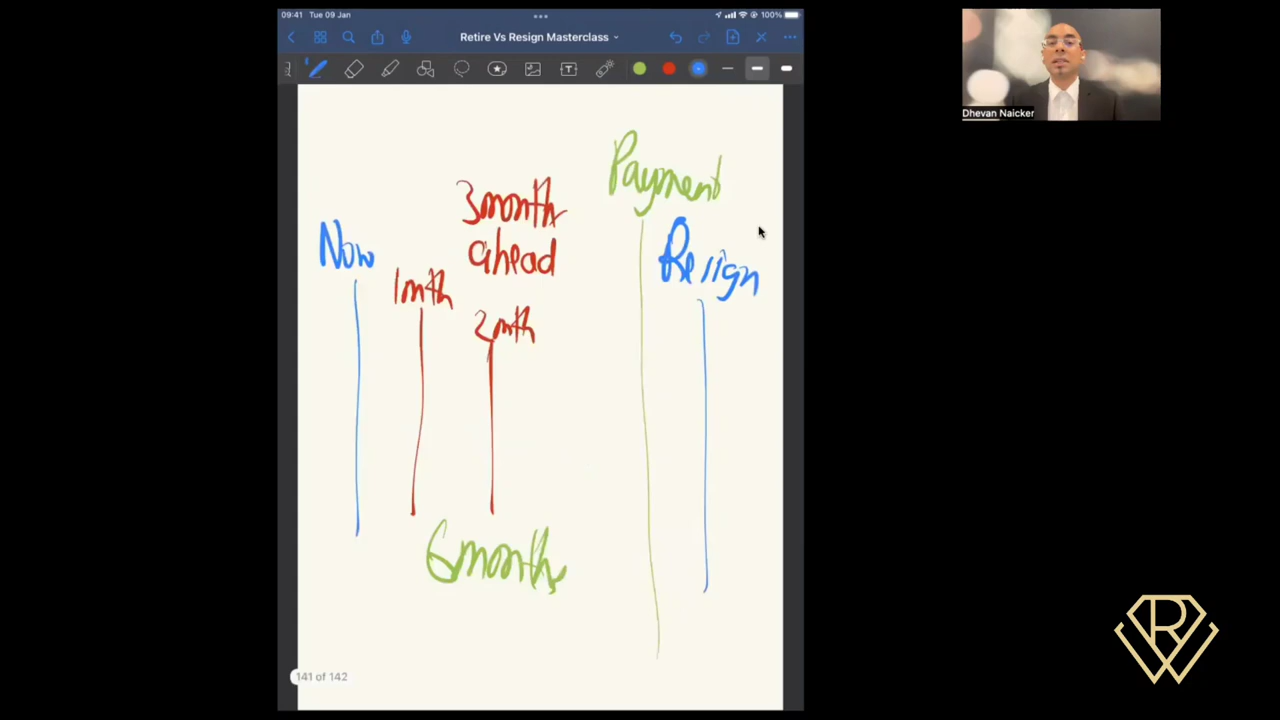 09:41 Tue 09 Jan
100%
Retire Vs Resign Masterclass
Dhevan Naicker
Payment
3month
ahead
Now
Resign
1mth
2mth
6month
141 of 142